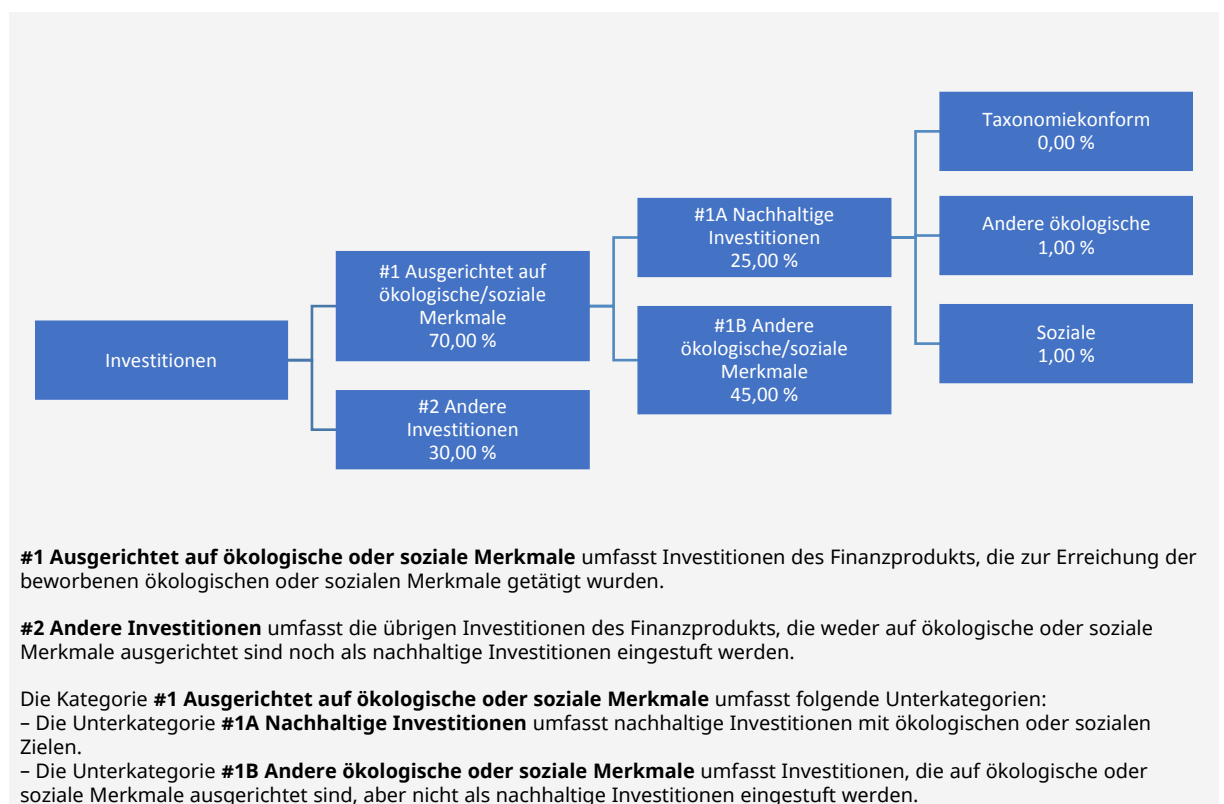 Investitionen
#1 Ausgerichtet auf
ökologische/soziale
Merkmale
70,00 %
#2 Andere
Investitionen
30,00 %
#1A Nachhaltige
Investitionen
25,00 %
#1B Andere
ökologische/soziale
Merkmale
45,00 %
Taxonomiekonform
0,00 %
Andere ökologische
1,00 %
Soziale
1,00 %
#1 Ausgerichtet auf ökologische oder soziale Merkmale umfasst Investitionen des Finanzprodukts, die zur Erreichung der
beworbenen ökologischen oder sozialen Merkmale getätigt wurden.
#2 Andere Investitionen umfasst die übrigen Investitionen des Finanzprodukts, die weder auf ökologische oder soziale
Merkmale ausgerichtet sind noch als nachhaltige Investitionen eingestuft werden.
Die Kategorie #1 Ausgerichtet auf ökologische oder soziale Merkmale umfasst folgende Unterkategorien:
– Die Unterkategorie #1A Nachhaltige Investitionen umfasst nachhaltige Investitionen mit ökologischen oder sozialen
Zielen.
– Die Unterkategorie #1B Andere ökologische oder soziale Merkmale umfasst Investitionen, die auf ökologische oder
soziale Merkmale ausgerichtet sind, aber nicht als nachhaltige Investitionen eingestuft werden.